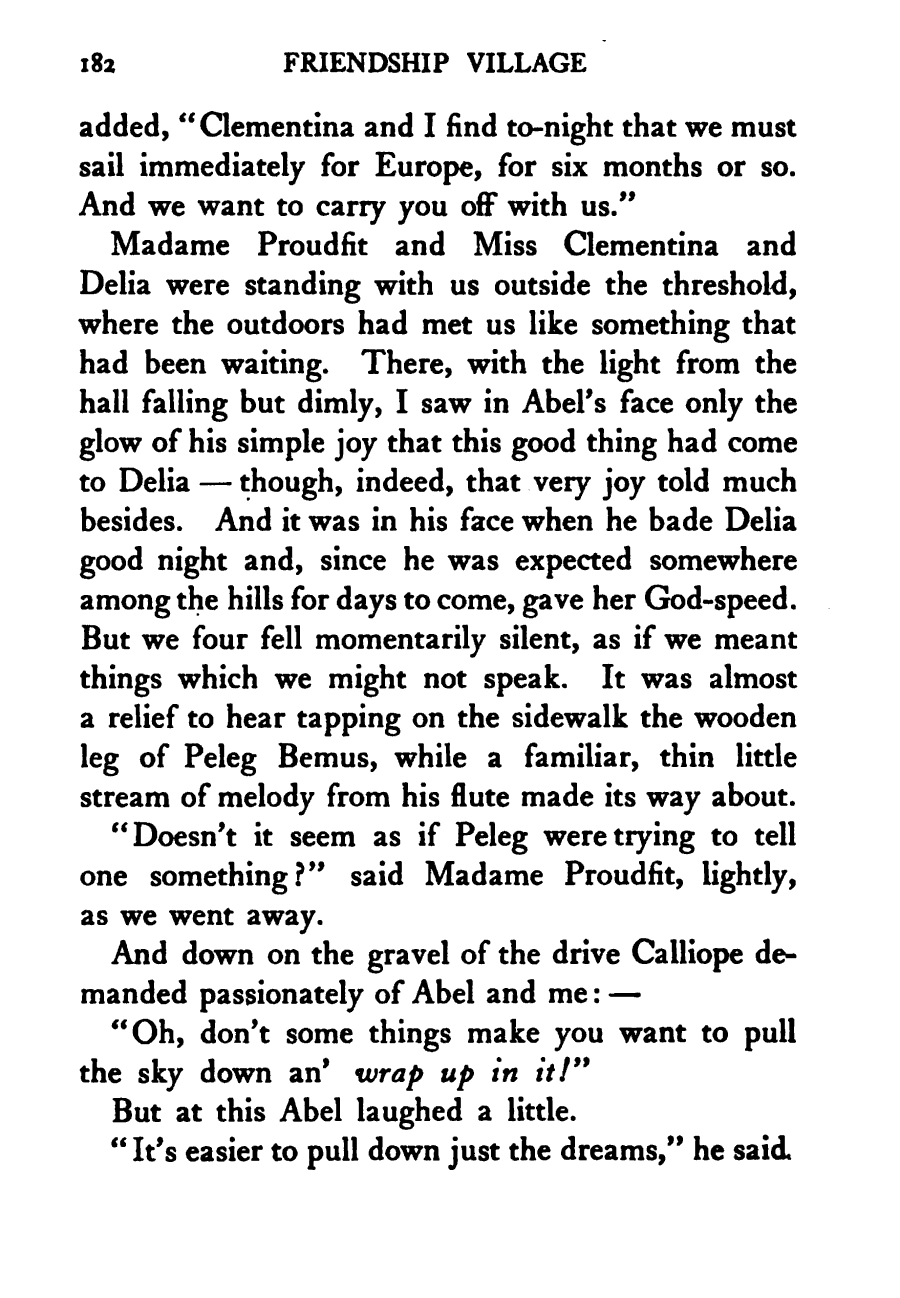 182 FRIENDSHIP VILLAGE
added, “Clementina and I find to-night that we must
sail immediately for Europe, for six months or so.
And we want to carry you off with us.”
Madame Proudfit and Miss Clementina and
Delia were standing with us outside the threshold,
where the outdoors had met us like something that
had been waiting. There, with the light from the
hall falling but dimly, I saw in Abel’s face only the
glow of his simple joy that this good thing had come
to Delia — though, indeed, that very joy told much
besides. And it was in his face when he bade Delia
good night and, since he was expected somewhere
among the hills for days to come, gave her God-speed.
But we four fell momentarily silent, as if we meant
things which we might not speak. It was almost
a relief to hear tapping on the sidewalk the wooden
leg of Peleg Bemus, while a familiar, thin little
stream of melody from his flute made its way about.
“Doesn’t it seem as if Peleg were trying to tell
one something?” said Madame Proudfit, lightly,
as we went away.
And down on the gravel of the drive Calliope de-
manded passionately of Abel and me: —
“Oh, don’t some things make you want to pull
the sky down an’ wrap up in it!”
But at this Abel laughed a little.
“It’s easier to pull down just the dreams,” he said.